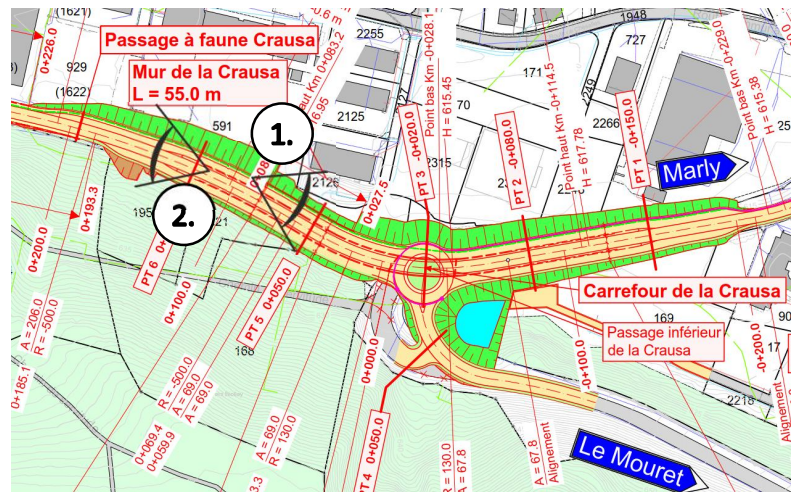 (1621)
1948
0+226.0
Passage à faune Crausa
2255
727
929
(1622)
Mur de la Crausa
L = 55.0 m
171
2249
70
591
1.
2125
2266
2315
2126
Point bas Km -0+028.1
H = 615.45
Point haut Km -0+114.5
H = 617.78
Point bas Km -0+229.0
H = 615.38
PT 3 -0+020.0
PT 2 -0+080.0
PT 1 -0+150.0
Marly
0+027.5
0+193.3
2.
0+200.0
PT 6
0+100.0
PT 5 0+050.0
Carrefour de la Crausa
Passage inférieur
de la Crausa
169
17
168
A = 206.0
R = -500.0
0+185.1
R = -500.0
A = 69.0
A = 69.0
0+000.0
-0+100.0
-0+200.0
2218
Alignement
0+069.4
0+059.9
A = 69.0
R = 130.0
PT 4 0+050.0
R = 130.0
A = 67.8
A = 67.8
Alignement
Le Mouret